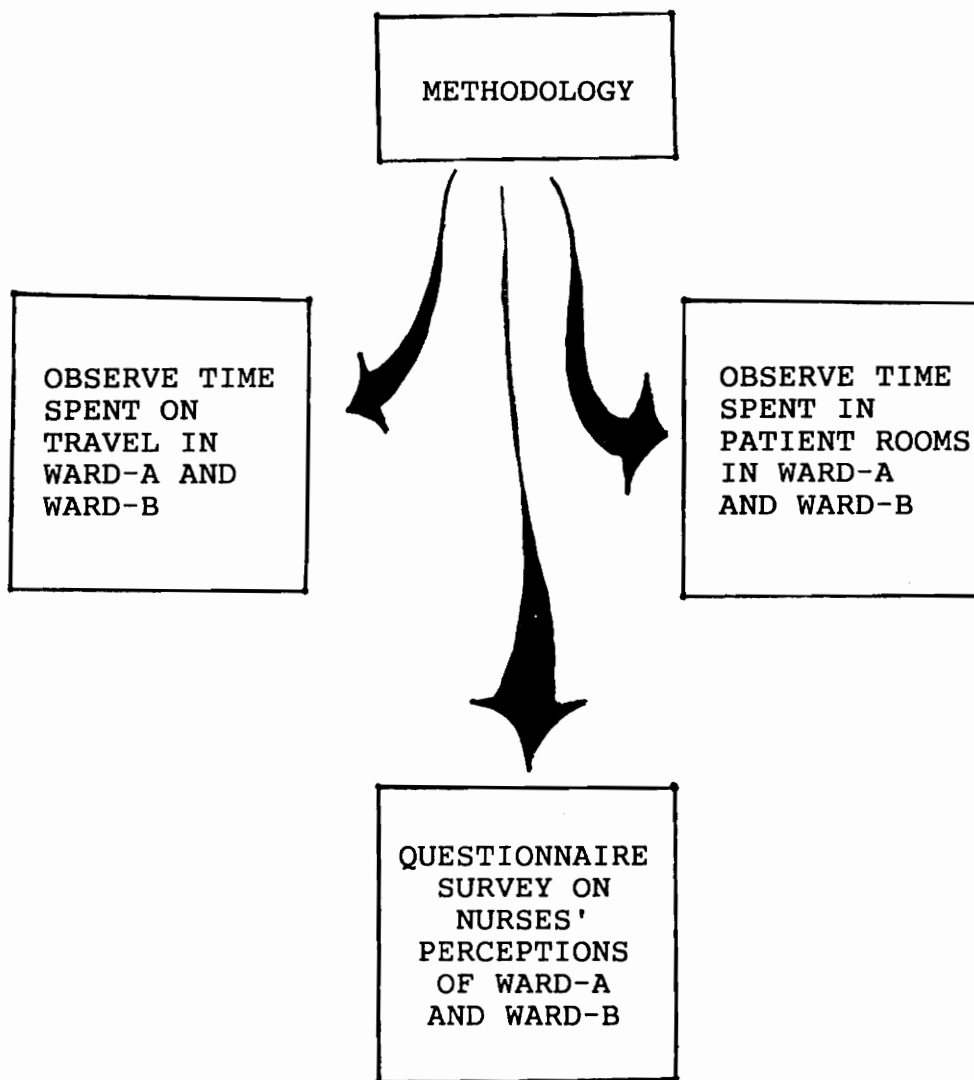 METHODOLOGY
OBSERVE TIME
SPENT ON
TRAVEL IN
WARD-A AND
WARD-B
OBSERVE TIME
SPENT IN
PATIENT ROOMS
IN WARD-A
AND WARD-B
QUESTIONNAIRE
SURVEY ON
NURSES'
PERCEPTIONS
OF WARD-A
AND WARD-B